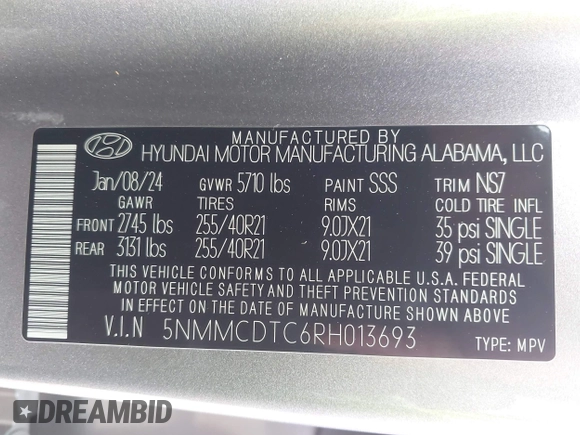 MANUFACTURED BY
HYUNDAI MOTOR MANUFACTURING ALABAMA, LLC
Jan/08/24 GVWR 5710 lbs PAINT SSS TRIM NS7
GAWR TIRES RIMS COLD TIRE INFL
FRONT 2745 lbs 255/40R21 9.0JX21 35 psi SINGLE
REAR 3131 lbs 255/40R21 9.0JX21 39 psi SINGLE
THIS VEHICLE CONFORMS TO ALL APPLICABLE U.S.A. FEDERAL
MOTOR VEHICLE SAFETY AND THEFT PREVENTION STANDARDS
IN EFFECT ON THE DATE OF MANUFACTURE SHOWN ABOVE
V.I.N 5NMMCDTC6RH013693 TYPE: MPV
DREAMBID